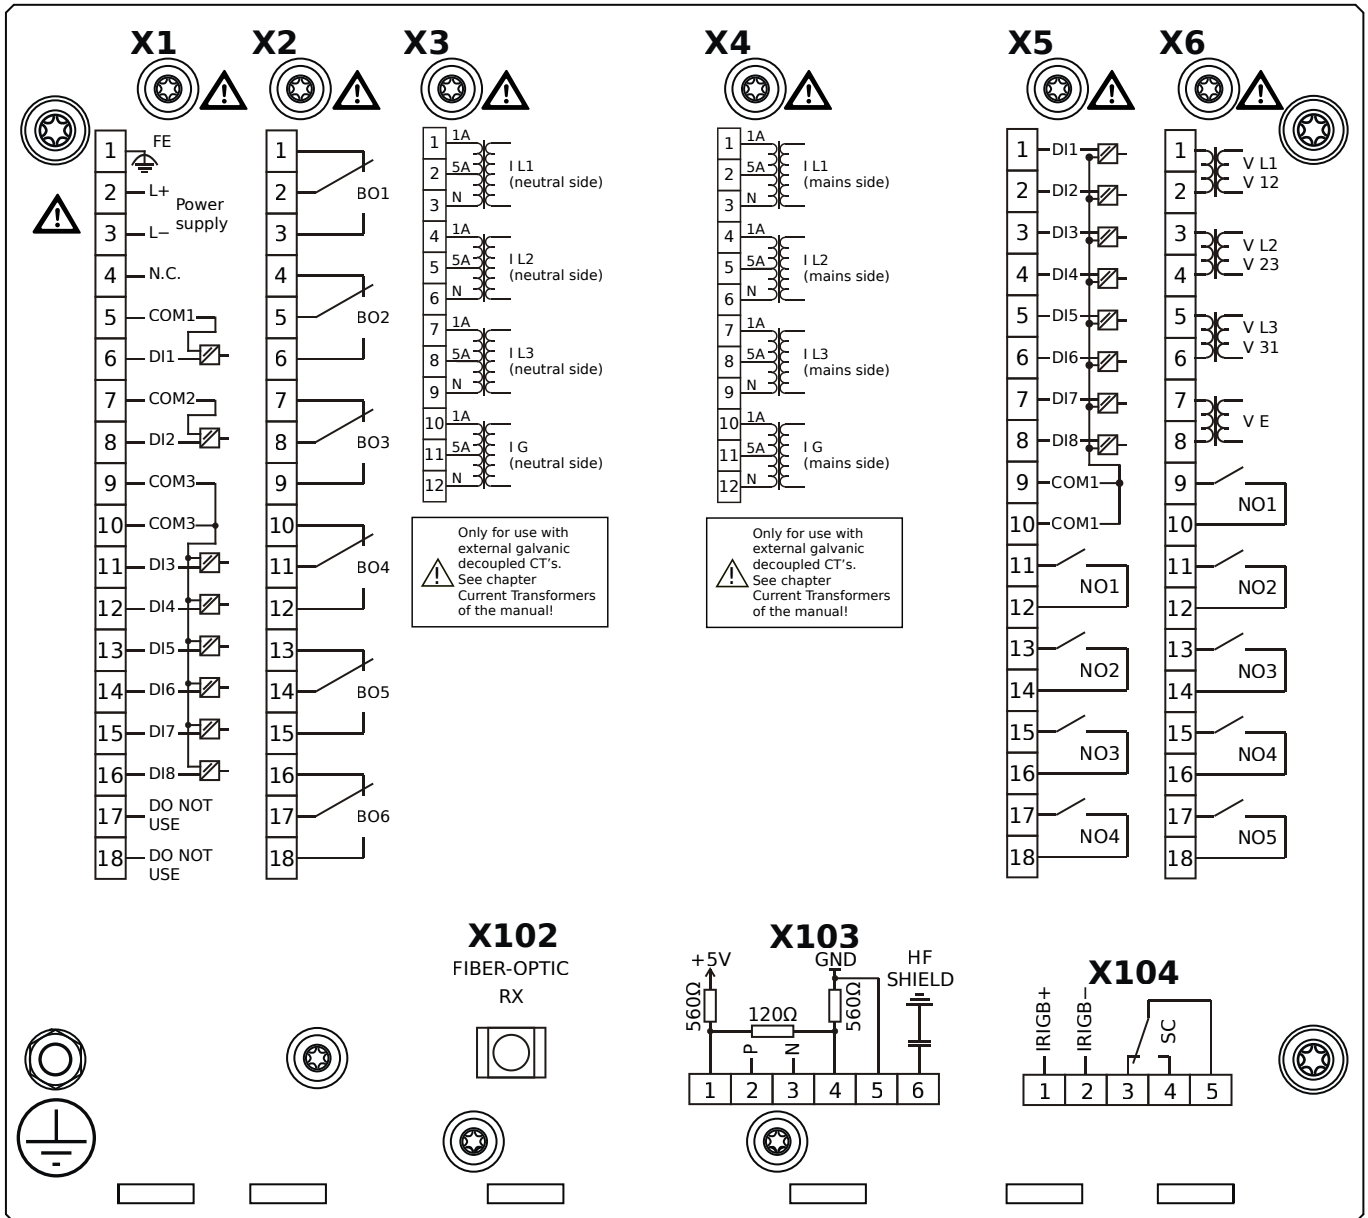 X1
X2
X3
X4
X5
X6
1 FE
2 L+
Power
supply
3 L−
4 N.C.
5 COM1
6 DI1
7 COM2
8 DI2
9 COM3
10 COM3
11 DI3
12 DI4
13 DI5
14 DI6
15 DI7
16 DI8
17 DO NOT
USE
18 DO NOT
USE
1
2 BO1
3
4
5 BO2
6
7
8 BO3
9
10
11 BO4
12
13
14 BO5
15
16
17 BO6
18
1 1A
2 5A
3 N
I L1
(neutral side)
4 1A
5 5A
6 N
I L2
(neutral side)
7 1A
8 5A
9 N
I L3
(neutral side)
10 1A
11 5A
12 N
I G
(neutral side)
Only for use with
external galvanic
decoupled CT’s.
See chapter
Current Transformers
of the manual!
1 1A
2 5A
3 N
I L1
(mains side)
4 1A
5 5A
6 N
I L2
(mains side)
7 1A
8 5A
9 N
I L3
(mains side)
10 1A
11 5A
12 N
I G
(mains side)
Only for use with
external galvanic
decoupled CT’s.
See chapter
Current Transformers
of the manual!
1 DI1
2 DI2
3 DI3
4 DI4
5 DI5
6 DI6
7 DI7
8 DI8
9 COM1
10 COM1
11
NO1
12
13
NO2
14
15
NO3
16
17
NO4
18
1 V L1
2 V 12
3 V L2
4 V 23
5 V L3
6 V 31
7
V E
8
9
NO1
10
11
NO2
12
13
NO3
14
15
NO4
16
17
NO5
18
X102
FIBER-OPTIC
RX
X103
+5V
GND
HF
SHIELD
560Ω
120Ω
560Ω
P
N
1 2 3 4 5 6
X104
IRIGB+
IRIGB−
SC
1 2 3 4 5